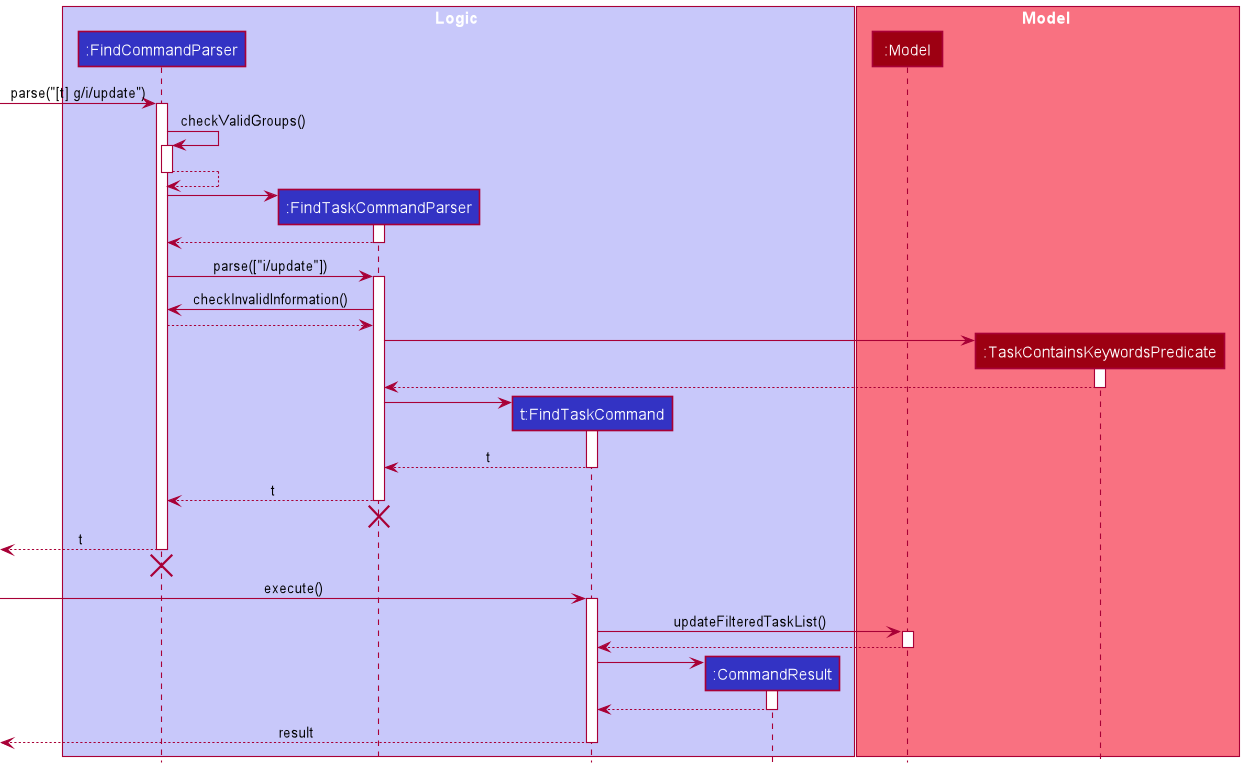 Logic
Model
:FindCommandParser
:Model
parse("[t] g/i/update")
checkValidGroups()
:FindTaskCommandParser
parse(["i/update"])
checkInvalidInformation()
:TaskContainsKeywordsPredicate
t:FindTaskCommand
t
t
t
execute()
updateFilteredTaskList()
:CommandResult
result